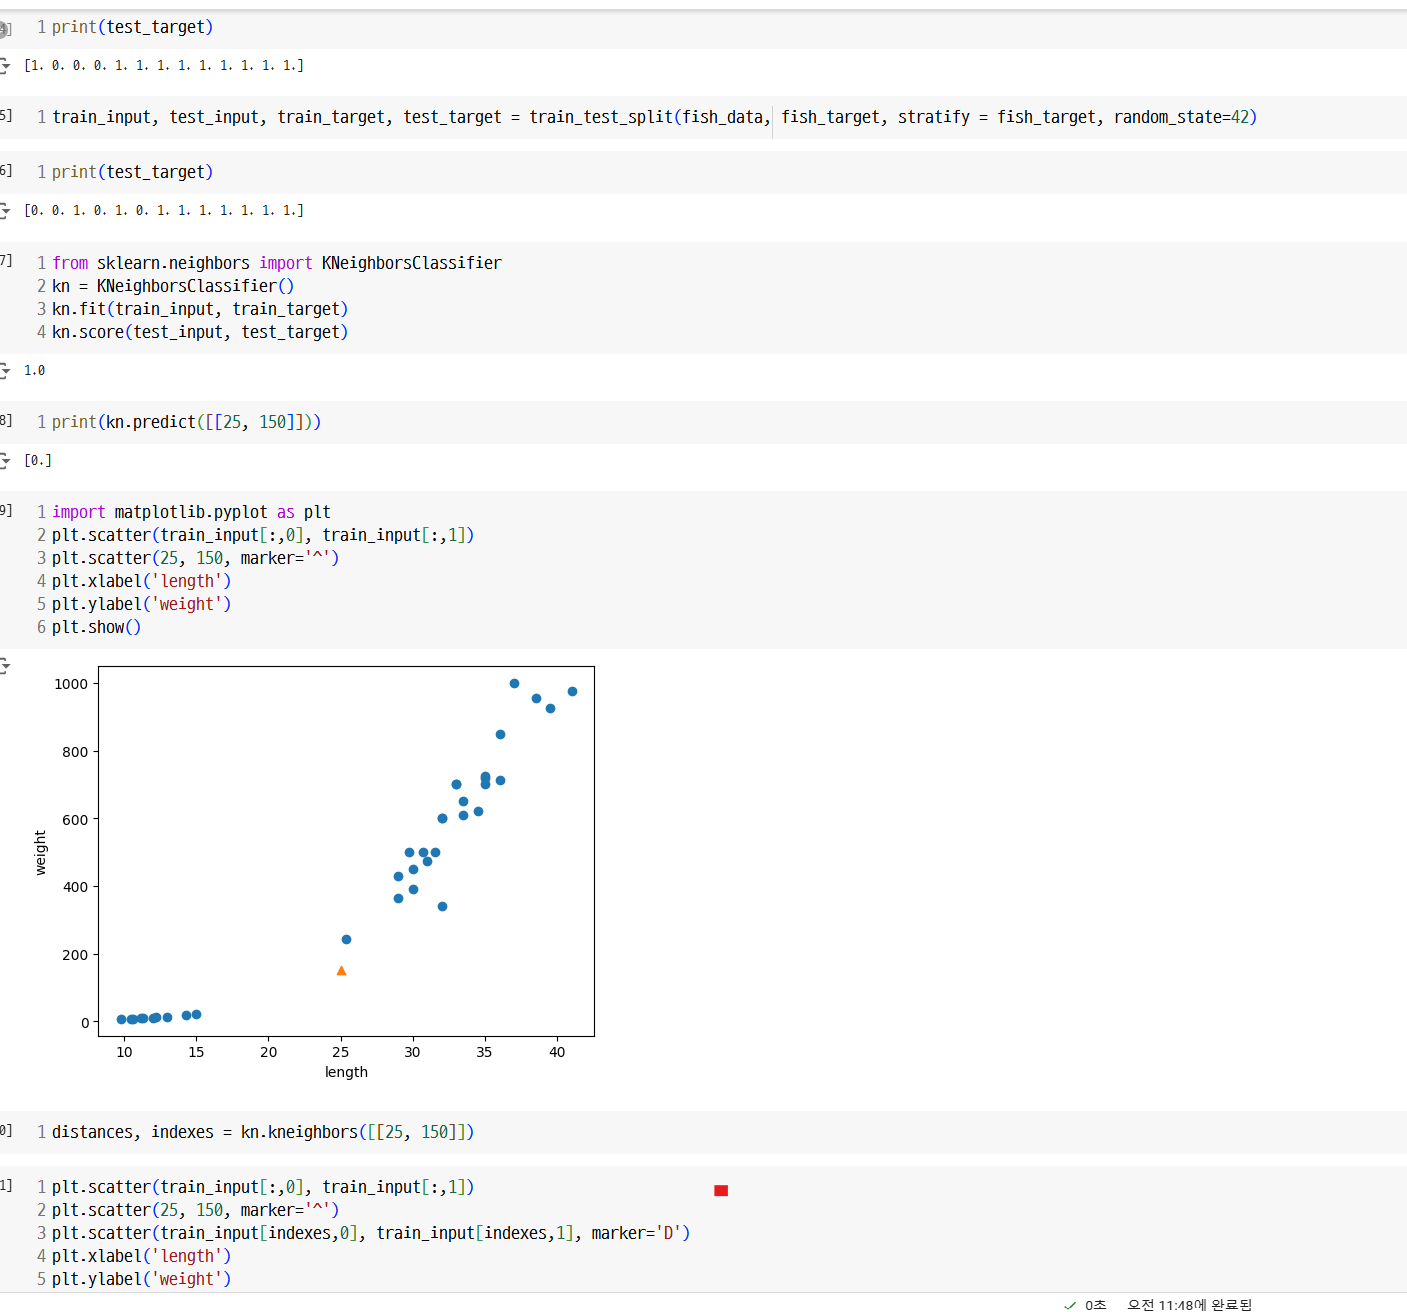 1 print(test_target)
[1. 0. 0. 0. 1. 1. 1. 1. 1. 1. 1. 1. 1.]
5] 1 train_input, test_input, train_target, test_target = train_test_split(fish_data, fish_target, stratify = fish_target, random_state=42)
6] 1 print(test_target)
[0. 0. 1. 0. 1. 0. 1. 1. 1. 1. 1. 1. 1.]
7] 1 from sklearn.neighbors import KNeighborsClassifier
2 kn = KNeighborsClassifier()
3 kn.fit(train_input, train_target)
4 kn.score(test_input, test_target)
1.0
8] 1 print(kn.predict([[25, 150]]))
[0.]
9] 1 import matplotlib.pyplot as plt
2 plt.scatter(train_input[:,0], train_input[:,1])
3 plt.scatter(25, 150, marker='^')
4 plt.xlabel('length')
5 plt.ylabel('weight')
6 plt.show()
1000
800
600
weight
400
200
0
10 15 20 25 30 35 40
length
0] 1 distances, indexes = kn.kneighbors([[25, 150]])
1] 1 plt.scatter(train_input[:,0], train_input[:,1])
2 plt.scatter(25, 150, marker='^')
3 plt.scatter(train_input[indexes,0], train_input[indexes,1], marker='D')
4 plt.xlabel('length')
5 plt.ylabel('weight')
0초 오전 11:48에 완료됨